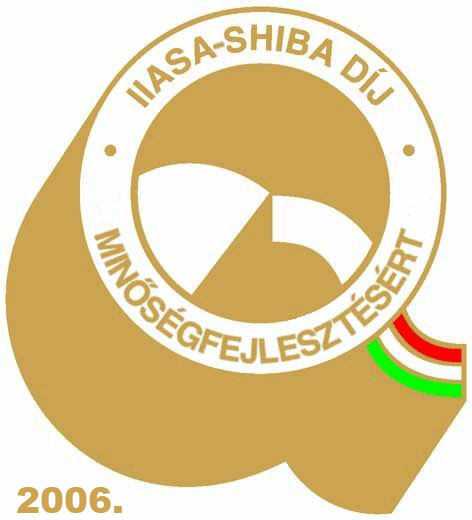 IIASA-SHIBA DÍJ
MINŐSÉGFEJLESZTÉSÉRT
2006.